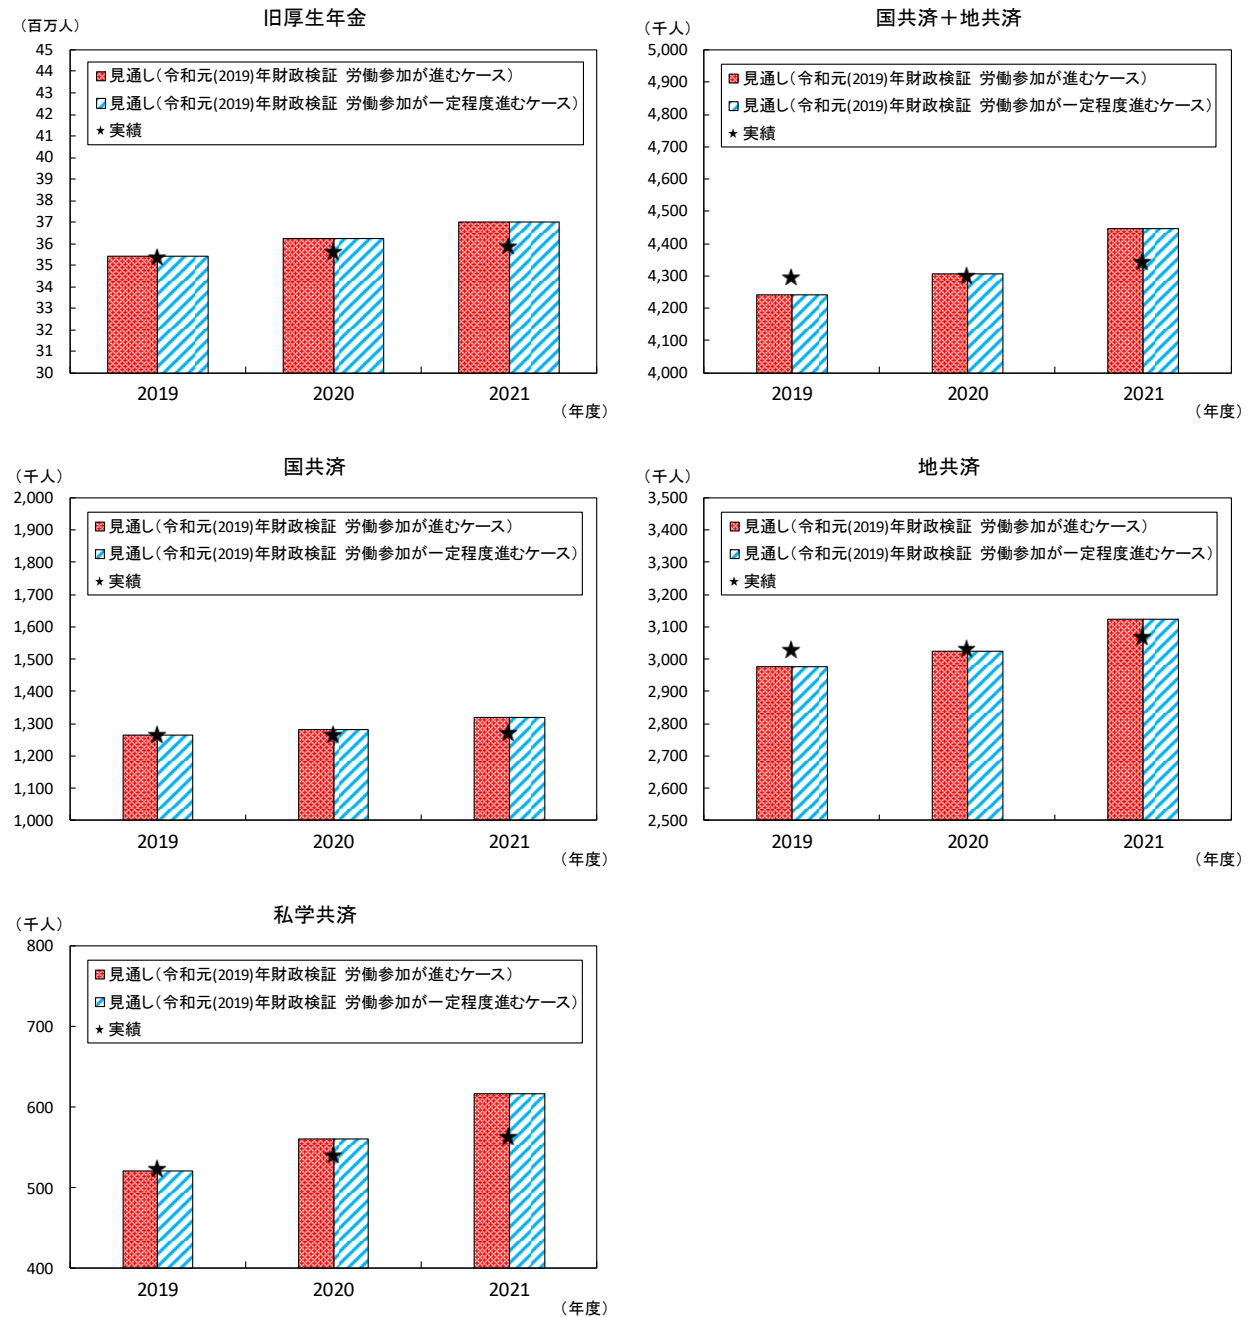 旧厚生年金
（百万人）
45
44
43
42
41
40
39
38
37
36
35
34
33
32
31
30
見通し（令和元(2019)年財政検証 労働参加が進むケース）
見通し（令和元(2019)年財政検証 労働参加が一定程度進むケース）
★実績
2019
2020
2021
（年度）
国共済＋地共済
（千人）
5,000
4,900
4,800
4,700
4,600
4,500
4,400
4,300
4,200
4,100
4,000
見通し（令和元(2019)年財政検証 労働参加が進むケース）
見通し（令和元(2019)年財政検証 労働参加が一定程度進むケース）
★実績
2019
2020
2021
（年度）
国共済
（千人）
2,000
1,900
1,800
1,700
1,600
1,500
1,400
1,300
1,200
1,100
1,000
見通し（令和元(2019)年財政検証 労働参加が進むケース）
見通し（令和元(2019)年財政検証 労働参加が一定程度進むケース）
★実績
2019
2020
2021
（年度）
地共済
（千人）
3,500
3,400
3,300
3,200
3,100
3,000
2,900
2,800
2,700
2,600
2,500
見通し（令和元(2019)年財政検証 労働参加が進むケース）
見通し（令和元(2019)年財政検証 労働参加が一定程度進むケース）
★実績
2019
2020
2021
（年度）
私学共済
（千人）
800
700
600
500
400
見通し（令和元(2019)年財政検証 労働参加が進むケース）
見通し（令和元(2019)年財政検証 労働参加が一定程度進むケース）
★実績
2019
2020
2021
（年度）